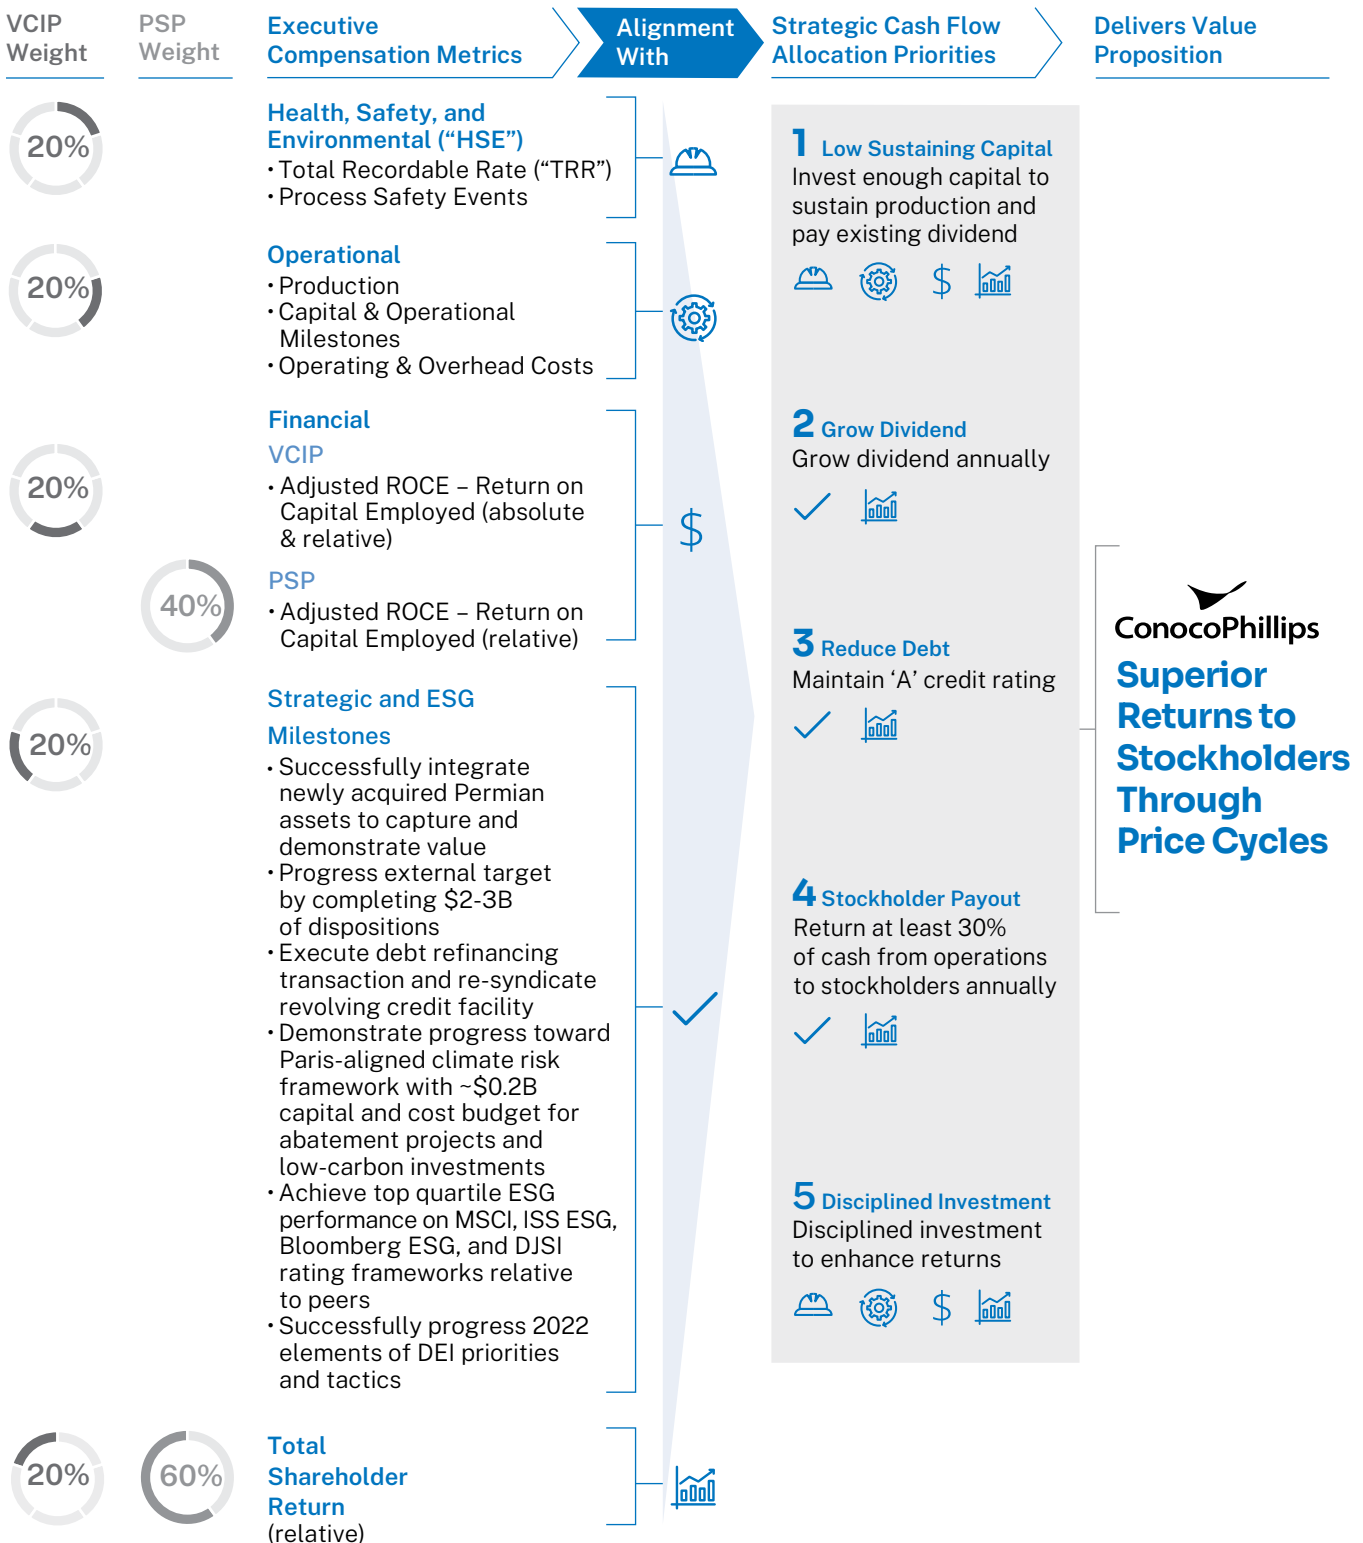 VCIP
Weight
PSP
Weight
Executive
Compensation Metrics
Alignment
With
Strategic Cash Flow
Allocation Priorities
Delivers Value
Proposition
20%
Health, Safety, and
Environmental (“HSE”)
• Total Recordable Rate (“TRR”)
• Process Safety Events
20%
Operational
• Production
• Capital & Operational
Milestones
• Operating & Overhead Costs
20%
Financial
VCIP
• Adjusted ROCE – Return on
Capital Employed (absolute
& relative)
40%
PSP
• Adjusted ROCE – Return on
Capital Employed (relative)
$
20%
Strategic and ESG
Milestones
• Successfully integrate
newly acquired Permian
assets to capture and
demonstrate value
• Progress external target
by completing $2-3B
of dispositions
• Execute debt refinancing
transaction and re-syndicate
revolving credit facility
• Demonstrate progress toward
Paris-aligned climate risk
framework with ~$0.2B
capital and cost budget for
abatement projects and
low-carbon investments
• Achieve top quartile ESG
performance on MSCI, ISS ESG,
Bloomberg ESG, and DJSI
rating frameworks relative
to peers
• Successfully progress 2022
elements of DEI priorities
and tactics
20%
60%
Total
Shareholder
Return
(relative)
1 Low Sustaining Capital
Invest enough capital to
sustain production and
pay existing dividend
$
2 Grow Dividend
Grow dividend annually
3 Reduce Debt
Maintain ‘A’ credit rating
4 Stockholder Payout
Return at least 30%
of cash from operations
to stockholders annually
5 Disciplined Investment
Disciplined investment
to enhance returns
$
ConocoPhillips
Superior
Returns to
Stockholders
Through
Price Cycles